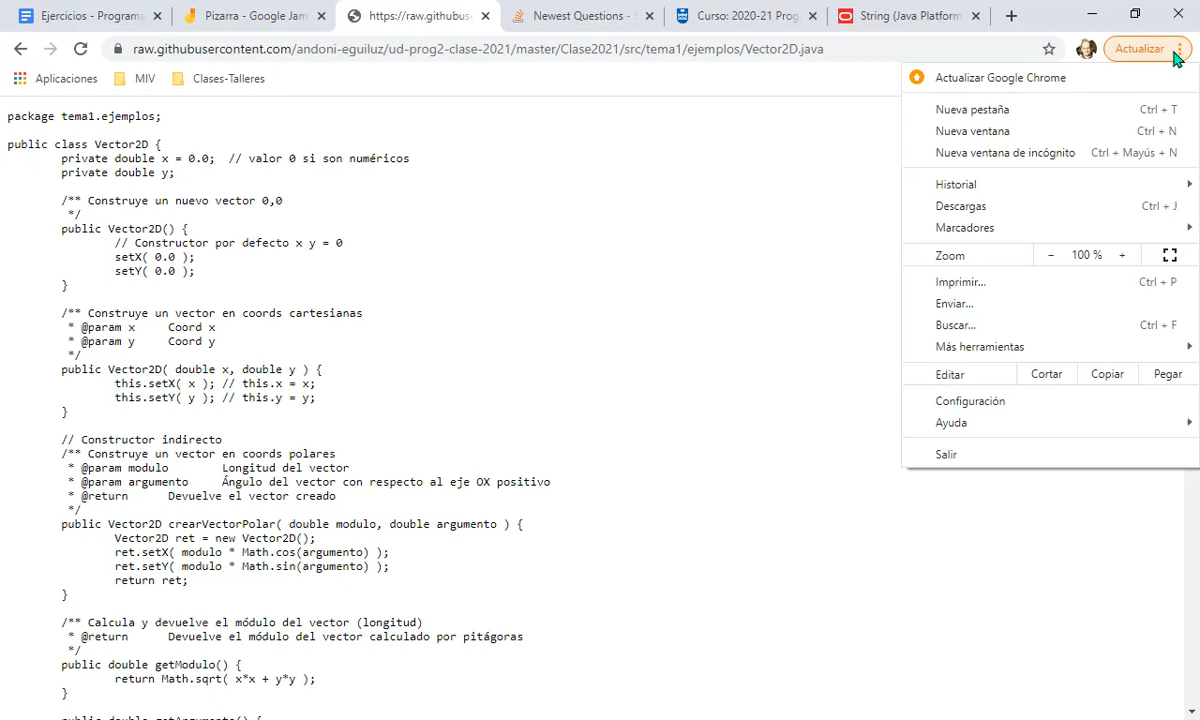 Ejercicios - Programa
Pizarra - Google Jam
https://raw.githubus
Newest Questions - S
Curso: 2020-21 Prog
String (Java Platform
raw.githubusercontent.com/andoni-eguiluz/ud-prog2-clase-2021/master/Clase2021/src/tema1/ejemplos/Vector2D.java
Actualizar
Aplicaciones
MIV
Clases-Talleres
package tema1.ejemplos;
public class Vector2D {
private double x = 0.0;  // valor 0 si son numéricos
private double y;
/** Construye un nuevo vector 0,0
*/
public Vector2D() {
// Constructor por defecto x y = 0
setX( 0.0 );
setY( 0.0 );
}
/** Construye un vector en coords cartesianas
* @param x     Coord x
* @param y     Coord y
*/
public Vector2D( double x, double y ) {
this.setX( x ); // this.x = x;
this.setY( y ); // this.y = y;
}
// Constructor indirecto
/** Construye un vector en coords polares
* @param modulo        Longitud del vector
* @param argumento     Ángulo del vector con respecto al eje OX positivo
* @return      Devuelve el vector creado
*/
public Vector2D crearVectorPolar( double modulo, double argumento ) {
Vector2D ret = new Vector2D();
ret.setX( modulo * Math.cos(argumento) );
ret.setY( modulo * Math.sin(argumento) );
return ret;
}
/** Calcula y devuelve el módulo del vector (longitud)
* @return      Devuelve el módulo del vector calculado por pitágoras
*/
public double getModulo() {
return Math.sqrt( x*x + y*y );
}
public double getArgumento() {
Actualizar Google Chrome
Nueva pestaña Ctrl + T
Nueva ventana Ctrl + N
Nueva ventana de incógnito Ctrl + Mayús + N
Historial
Descargas Ctrl + J
Marcadores
Zoom - 100 % +
Imprimir... Ctrl + P
Enviar...
Buscar... Ctrl + F
Más herramientas
Editar Cortar Copiar Pegar
Configuración
Ayuda
Salir